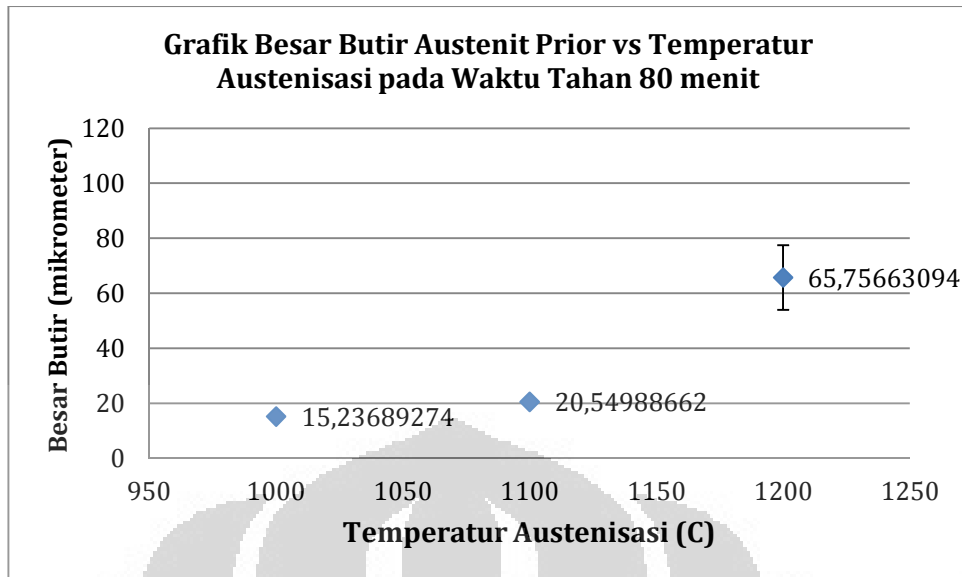 Grafik Besar Butir Austenit Prior vs Temperatur
Austenisasi pada Waktu Tahan 80 menit
Besar Butir (mikrometer)
120
100
80
60
40
20
0
65,75663094
20,54988662
15,23689274
950 1000 1050 1100 1150 1200 1250
Temperatur Austenisasi (C)